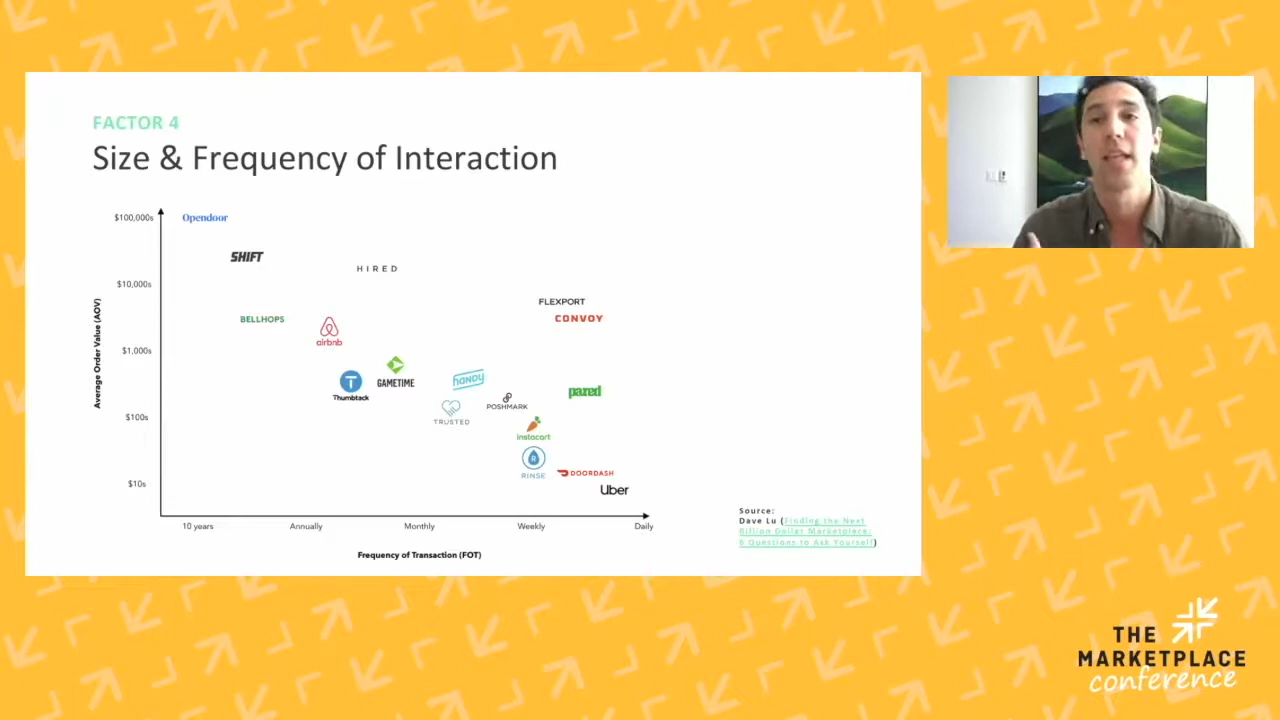 FACTOR 4
Size & Frequency of Interaction
$100,000s
Opendoor
SHIFT
HIRED
$10,000s
FLEXPORT
BELLHOPS
CONVOY
airbnb
$1,000s
GAMETIME
Thumbtack
handy
pared
POSHMARK
TRUSTED
$100s
instacart
RINSE
DOORDASH
$10s
Uber
Average Order Value (AOV)
10 years
Annually
Monthly
Weekly
Daily
Frequency of Transaction (FOT)
Source:
Dave Lu (Finding the Next
Billion Dollar Marketplace:
6 Questions to Ask Yourself)
THE
MARKETPLACE
conference